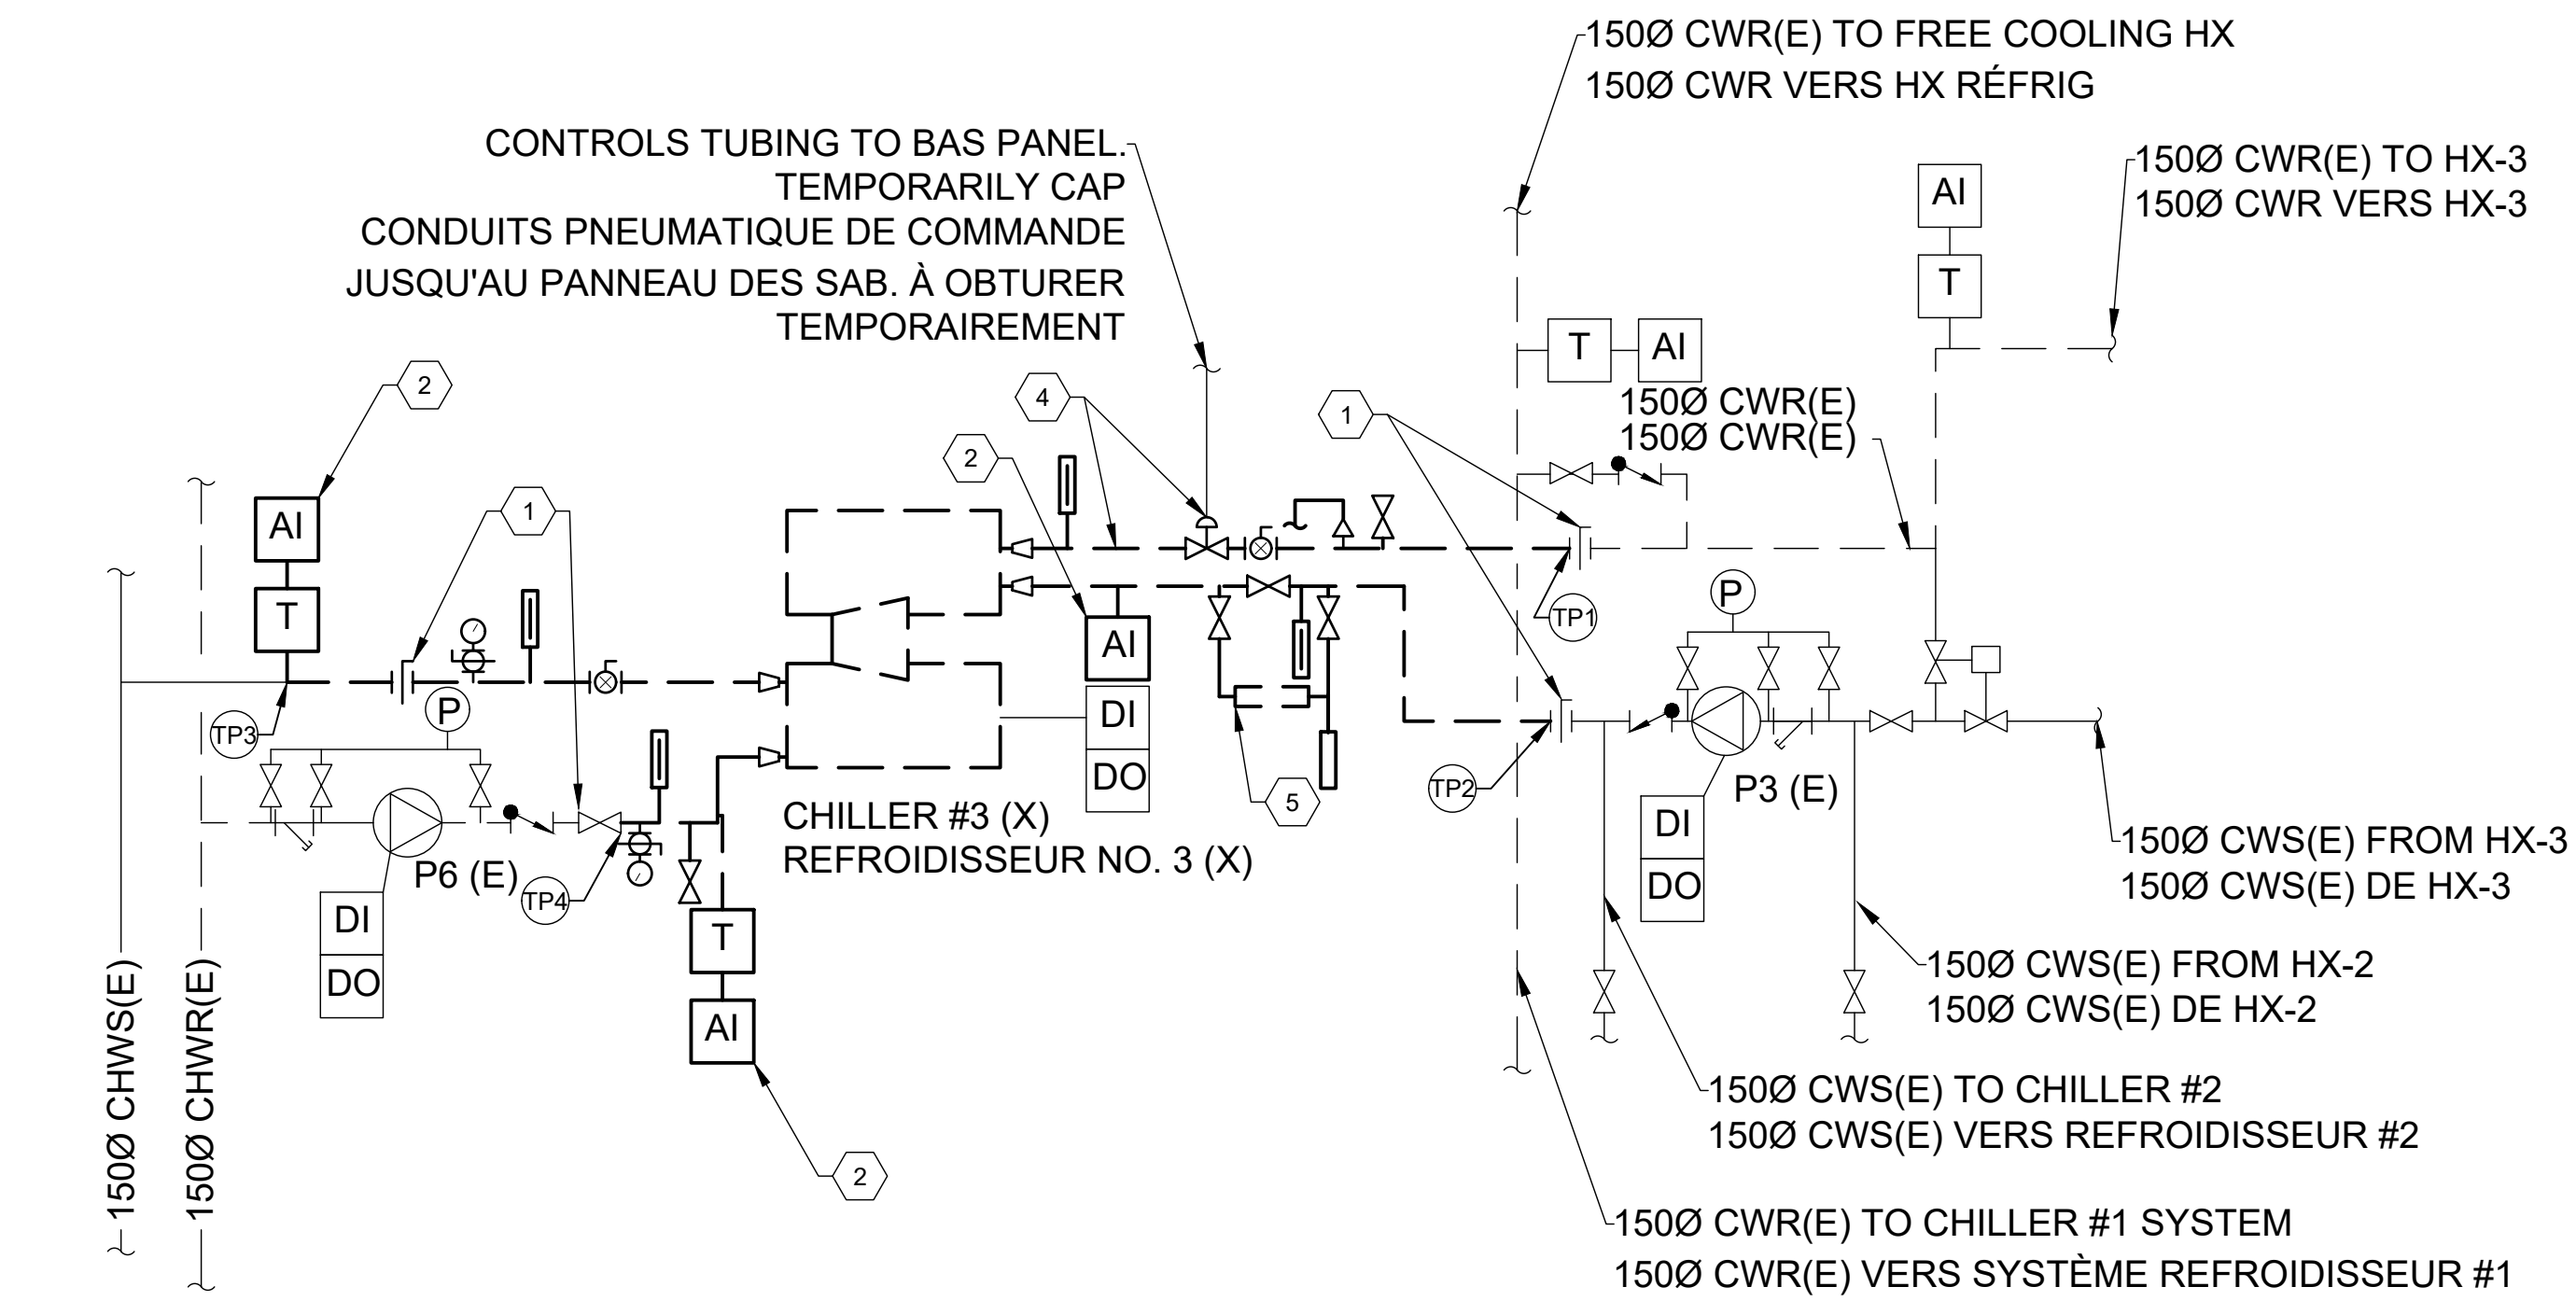 150Ø CWR(E) TO FREE COOLING HX
150Ø CWR VERS HX RÉFRIG
CONTROLS TUBING TO BAS PANEL.
TEMPORARILY CAP
CONDUITS PNEUMATIQUE DE COMMANDE
JUSQU'AU PANNEAU DES SAB. À OBTURER
TEMPORAIREMENT
150Ø CWR(E) TO HX-3
150Ø CWR VERS HX-3
AI
T
T
AI
150Ø CWR(E)
150Ø CWR(E)
2
4
1
2
1
AI
T
TP3
P
TP1
P
AI
DI
DO
TP2
5
P3 (E)
DI
DO
CHILLER #3 (X)
REFROIDISSEUR NO. 3 (X)
P6 (E)
TP4
DI
DO
T
AI
2
150Ø CHWS(E)
150Ø CHWR(E)
150Ø CWS(E) FROM HX-3
150Ø CWS(E) DE HX-3
150Ø CWS(E) FROM HX-2
150Ø CWS(E) DE HX-2
150Ø CWS(E) TO CHILLER #2
150Ø CWS(E) VERS REFROIDISSEUR #2
150Ø CWR(E) TO CHILLER #1 SYSTEM
150Ø CWR(E) VERS SYSTÈME REFROIDISSEUR #1